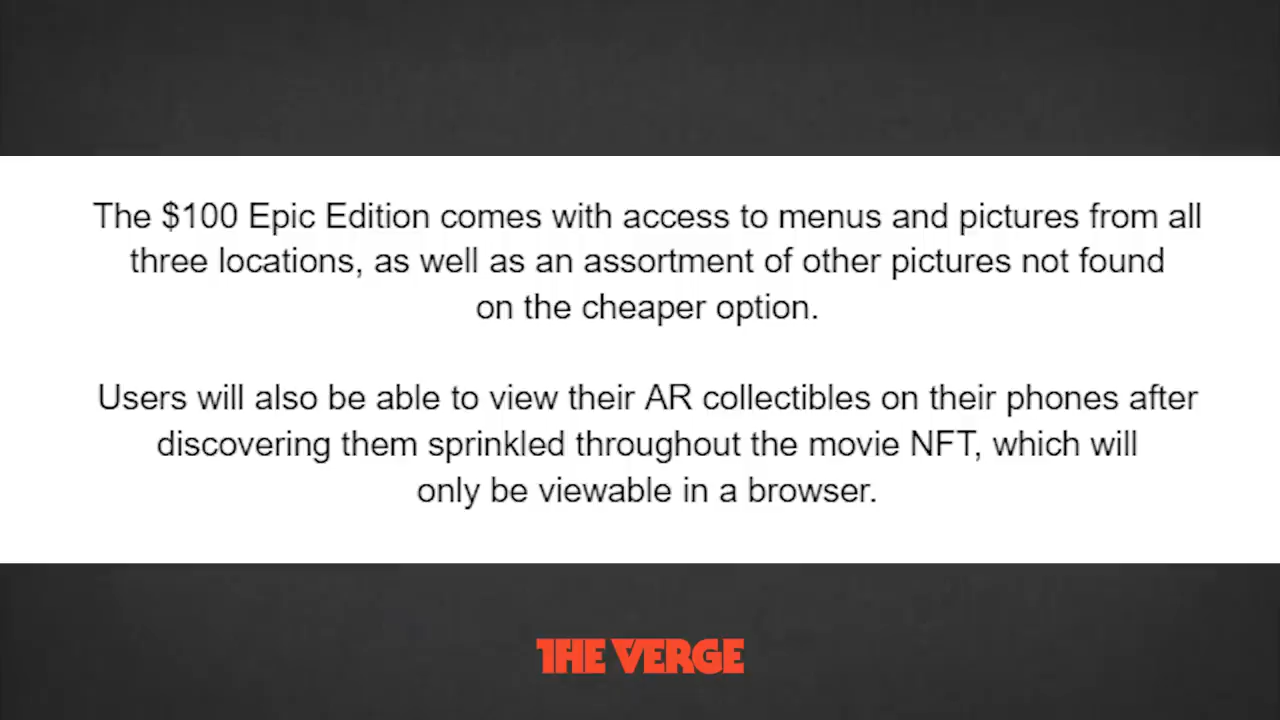 The $100 Epic Edition comes with access to menus and pictures from all
three locations, as well as an assortment of other pictures not found
on the cheaper option.
Users will also be able to view their AR collectibles on their phones after
discovering them sprinkled throughout the movie NFT, which will
only be viewable in a browser.
THE VERGE